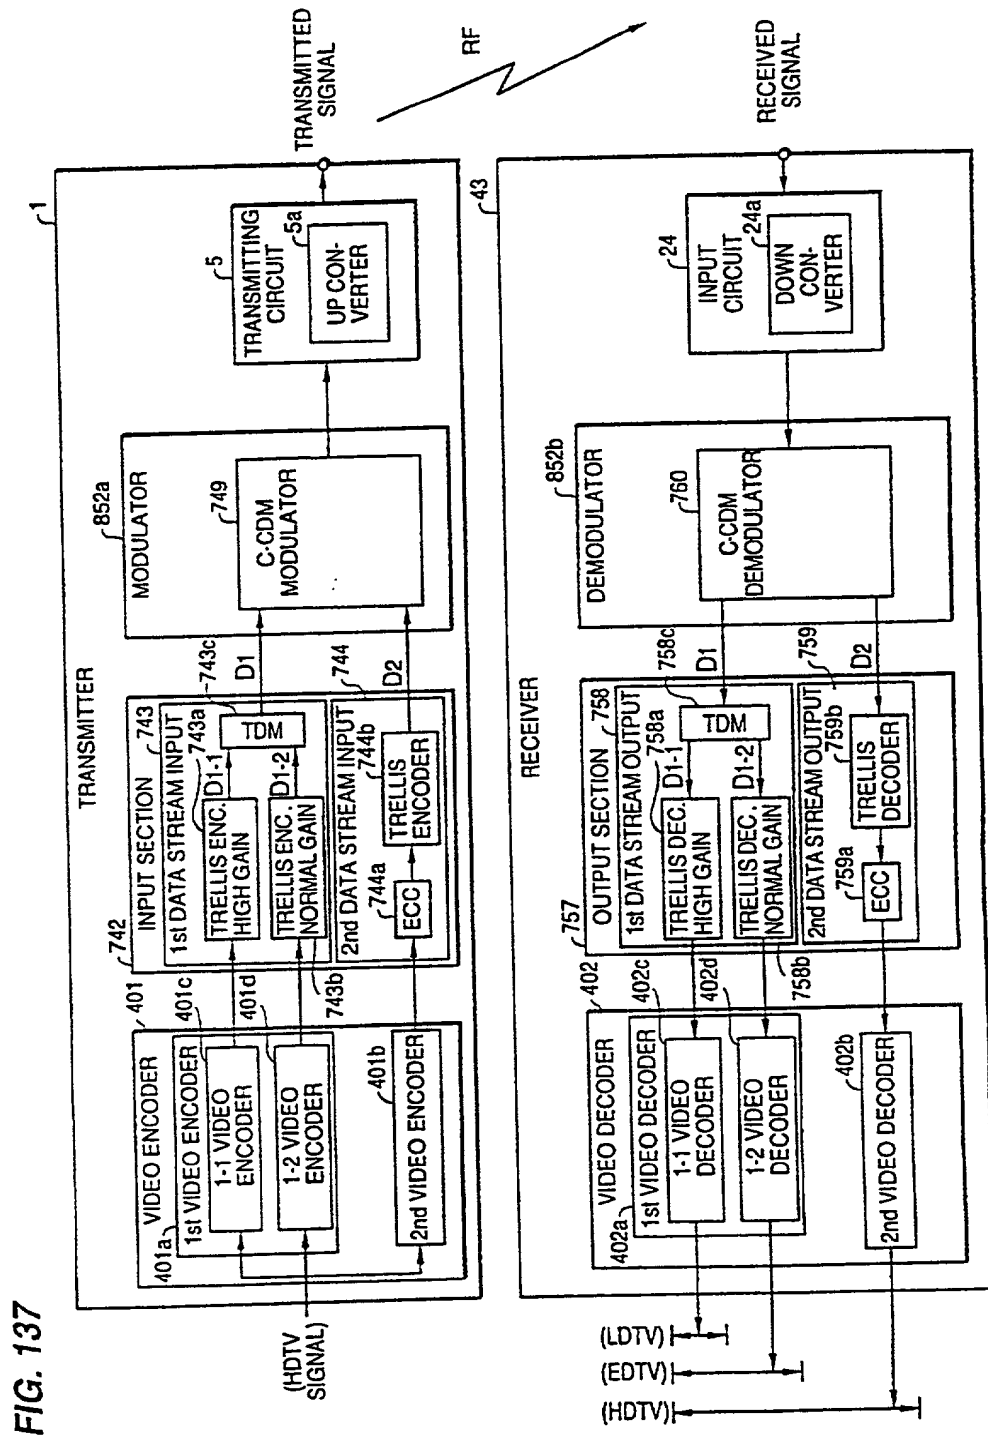 FIG. 137
TRANSMITTER
1
VIDEO ENCODER
401
401a
1st VIDEO ENCODER
401c
1-1 VIDEO
ENCODER
401d
1-2 VIDEO
ENCODER
401b
2nd VIDEO ENCODER
(HDTV
SIGNAL)
742
INPUT SECTION
743
1st DATA STREAM INPUT
743a
743c
TRELLIS ENC.
HIGH GAIN
D1-1
TDM
D1-2
TRELLIS ENC.
NORMAL GAIN
743b
744
2nd DATA STREAM INPUT
744a
744b
ECC
TRELLIS
ENCODER
D1
D2
852a
MODULATOR
749
C-CDM
MODULATOR
5
TRANSMITTING
CIRCUIT
5a
UP CON-
VERTER
TRANSMITTED
SIGNAL
RF
RECEIVER
43
VIDEO DECODER
402
402a
1st VIDEO DECODER
402c
1-1 VIDEO
DECODER
402d
1-2 VIDEO
DECODER
402b
2nd VIDEO DECODER
(LDTV)
(EDTV)
(HDTV)
757
OUTPUT SECTION
758
1st DATA STREAM OUTPUT
758a
758c
TRELLIS DEC.
HIGH GAIN
D1-1
TDM
D1-2
TRELLIS DEC.
NORMAL GAIN
758b
759
2nd DATA STREAM OUTPUT
759a
759b
ECC
TRELLIS
DECODER
D1
D2
852b
DEMODULATOR
760
C-CDM
DEMODULATOR
24
INPUT
CIRCUIT
24a
DOWN
CON-
VERTER
RECEIVED
SIGNAL